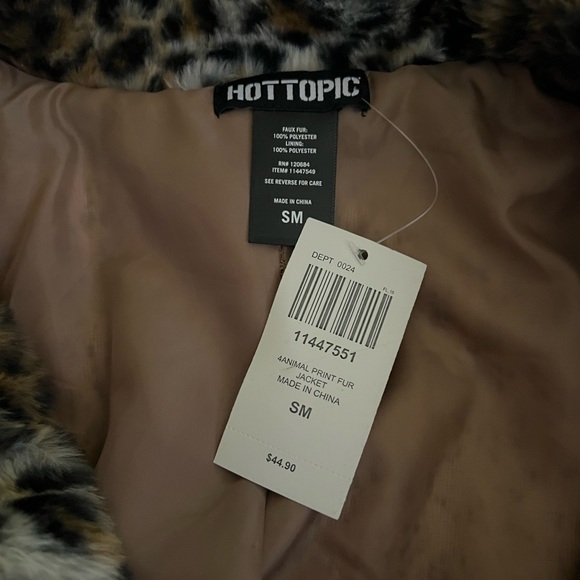 HOTTOPIC
FAUX FUR:
100% POLYESTER
LINING:
100% POLYESTER
RN# 120684
ITEM# 11447549
SEE REVERSE FOR CARE
MADE IN CHINA
SM
DEPT 0024
11447551
4ANIMAL PRINT FUR
JACKET
MADE IN CHINA
SM
$44.90